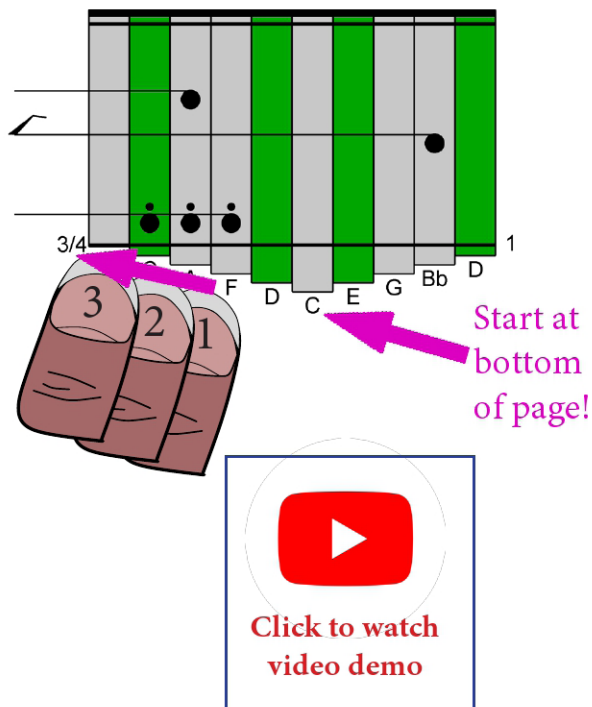 3/4
1
A
F
D
C
E
G
Bb
D
3
2
1
Start at
bottom
of page!
Click to watch
video demo